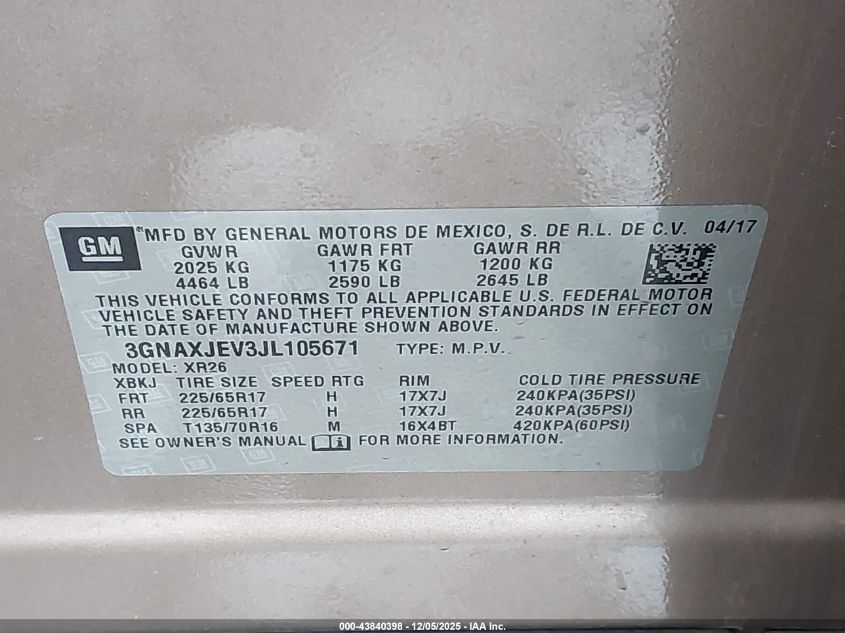 GM
®MFD BY GENERAL MOTORS DE MEXICO, S. DE R.L. DE C.V. 04/17
GVWR GAWR FRT GAWR RR
2025 KG 1175 KG 1200 KG
4464 LB 2590 LB 2645 LB
THIS VEHICLE CONFORMS TO ALL APPLICABLE U.S. FEDERAL MOTOR
VEHICLE SAFETY AND THEFT PREVENTION STANDARDS IN EFFECT ON
THE DATE OF MANUFACTURE SHOWN ABOVE.
3GNAXJEV3JL105671 TYPE: M.P.V.
MODEL: XR26
XBKJ TIRE SIZE SPEED RTG RIM COLD TIRE PRESSURE
FRT 225/65R17 H 17X7J 240KPA(35PSI)
RR 225/65R17 H 17X7J 240KPA(35PSI)
SPA T135/70R16 M 16X4BT 420KPA(60PSI)
SEE OWNER'S MANUAL FOR MORE INFORMATION.
000-43840398 - 12/05/2025 - IAA Inc.